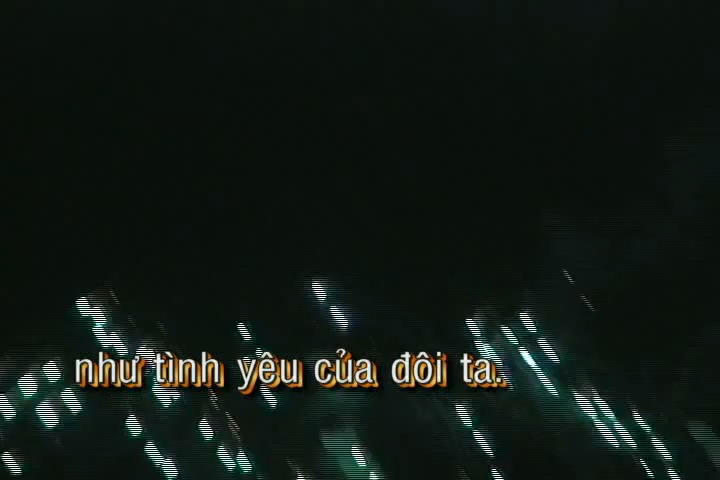 như tình yêu của đôi ta.